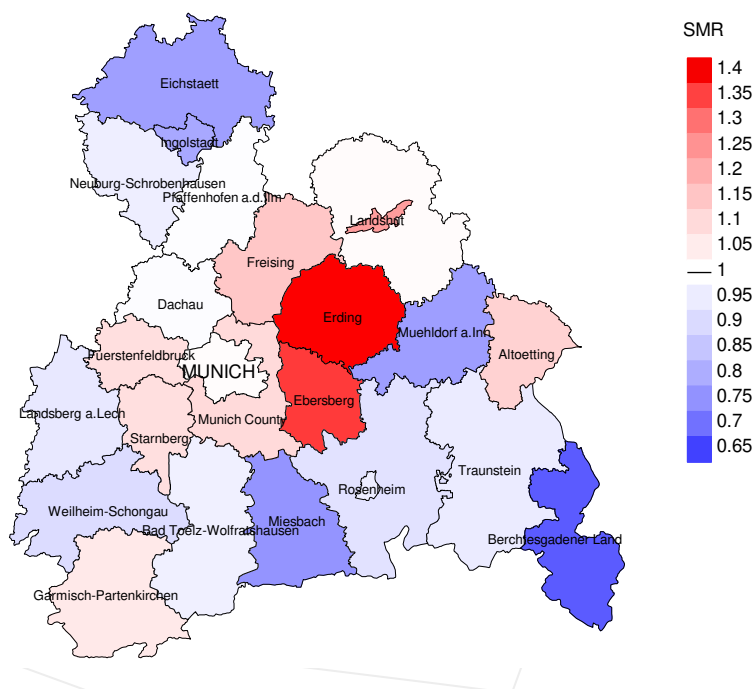 SMR
1.4
1.35
1.3
1.25
1.2
1.15
1.1
1.05
1
0.95
0.9
0.85
0.8
0.75
0.7
0.65
Eichstaett
Ingolstadt
Neuburg-Schrobenhausen
Pfaffenhofen a.d.Ilm
Landshut
Freising
Dachau
Erding
Muehldorf a.Inn
Altoetting
Fuerstenfeldbruck
MUNICH
Ebersberg
Landsberg a.Lech
Munich County
Starnberg
Traunstein
Rosenheim
Weilheim-Schongau
Miesbach
Bad Toelz-Wolfratshausen
Berchtesgadener Land
Garmisch-Partenkirchen